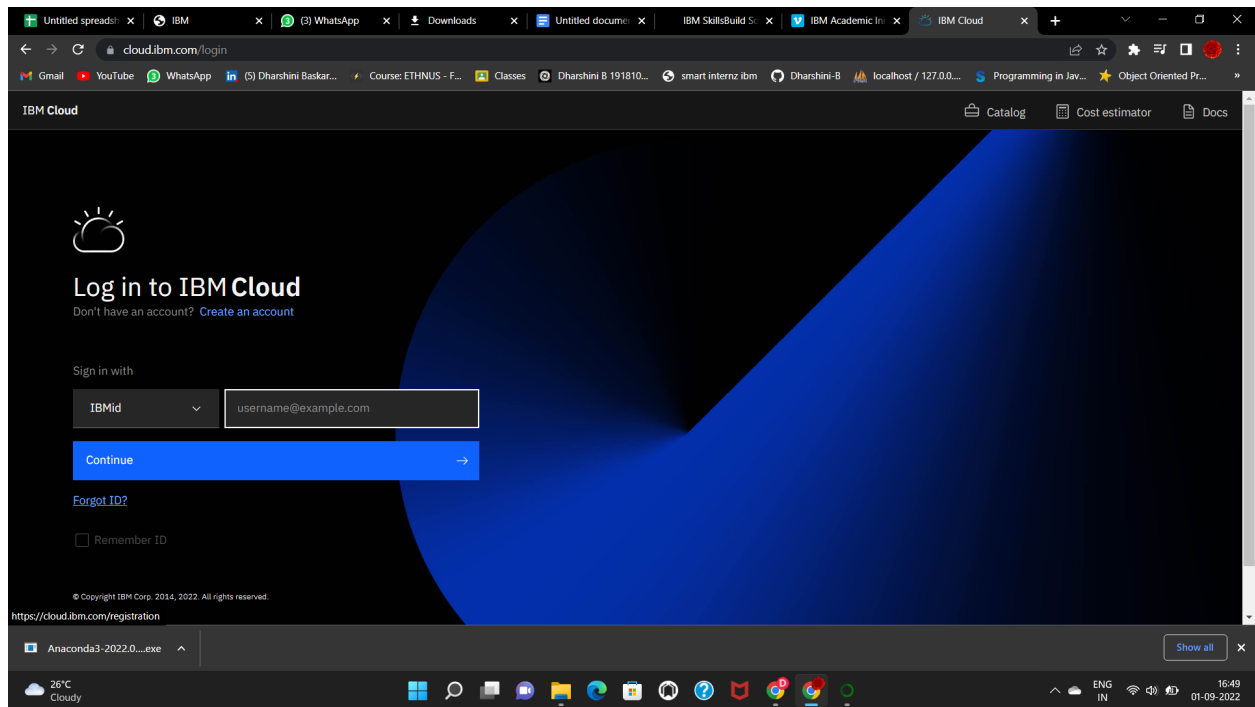 Untitled spreadsh
IBM
(3) WhatsApp
Downloads
Untitled documen
IBM SkillsBuild So
IBM Academic Ini
IBM Cloud
cloud.ibm.com/login
Gmail
YouTube
WhatsApp
(5) Dharshini Baskar...
Course: ETHNUS - F...
Classes
Dharshini B 191810...
smart internz ibm
Dharshini-B
localhost / 127.0.0....
Programming in Jav...
Object Oriented Pr...
»
IBM Cloud
Catalog
Cost estimator
Docs
Log in to IBM Cloud
Don't have an account? Create an account
Sign in with
IBMid
username@example.com
Continue
Forgot ID?
Remember ID
© Copyright IBM Corp. 2014, 2022. All rights reserved.
https://cloud.ibm.com/registration
Anaconda3-2022.0....exe
Show all
26°C
Cloudy
ENG
IN
16:49
01-09-2022